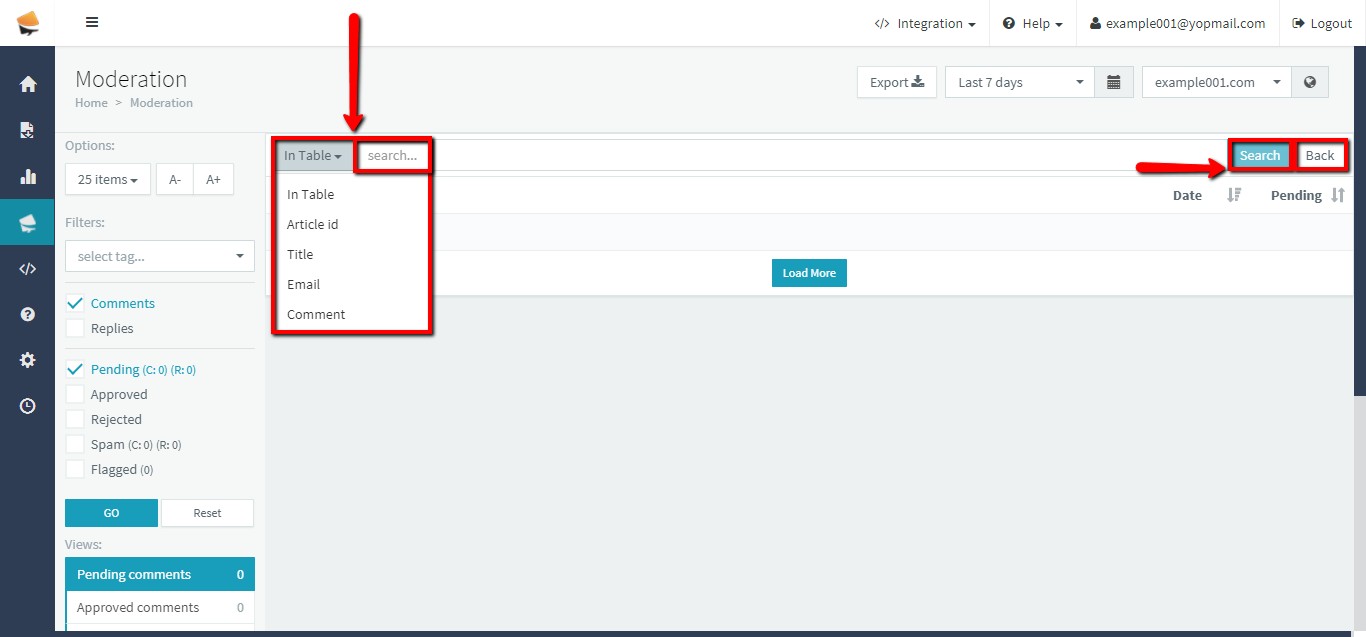 Integration
Help
example001@yopmail.com
Logout
Moderation
Home > Moderation
Export
Last 7 days
example001.com
Options:
25 items
A-
A+
Filters:
select tag...
Comments
Replies
Pending (C: 0) (R: 0)
Approved
Rejected
Spam (C: 0) (R: 0)
Flagged (0)
GO
Reset
Views:
Pending comments 0
Approved comments 0
In Table
search...
Search
Back
In Table
Article id
Title
Email
Comment
Date
Pending
Load More